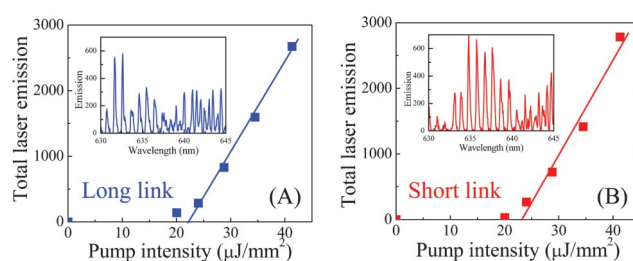 3000
2000
1000
0
Total laser emission
600
400
200
0
Emission
630 635 640 645
Wavelength (nm)
Long link
(A)
0 10 20 30 40
Pump intensity (μJ/mm²)
3000
2000
1000
0
Total laser emission
600
400
200
0
Emission
630 635 640 645
Wavelength (nm)
Short link
(B)
0 10 20 30 40
Pump intensity (μJ/mm²)